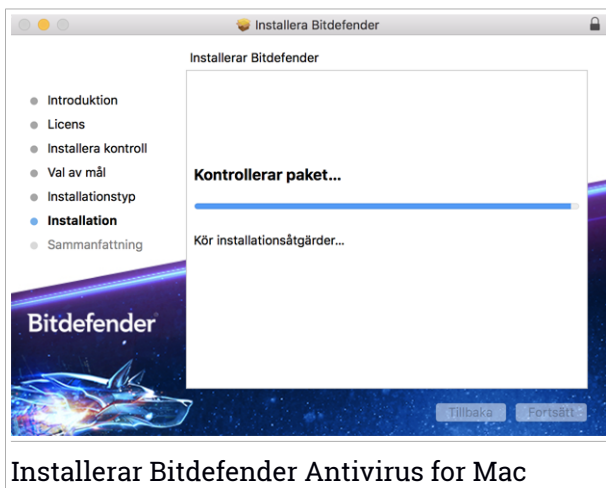 Installera Bitdefender
Installerar Bitdefender
Introduktion
Licens
Installera kontroll
Val av mål
Installationstyp
Installation
Sammanfattning
Kontrollerar paket...
Kör installationsåtgärder...
Bitdefender
Tillbaka
Fortsätt
Installerar Bitdefender Antivirus for Mac